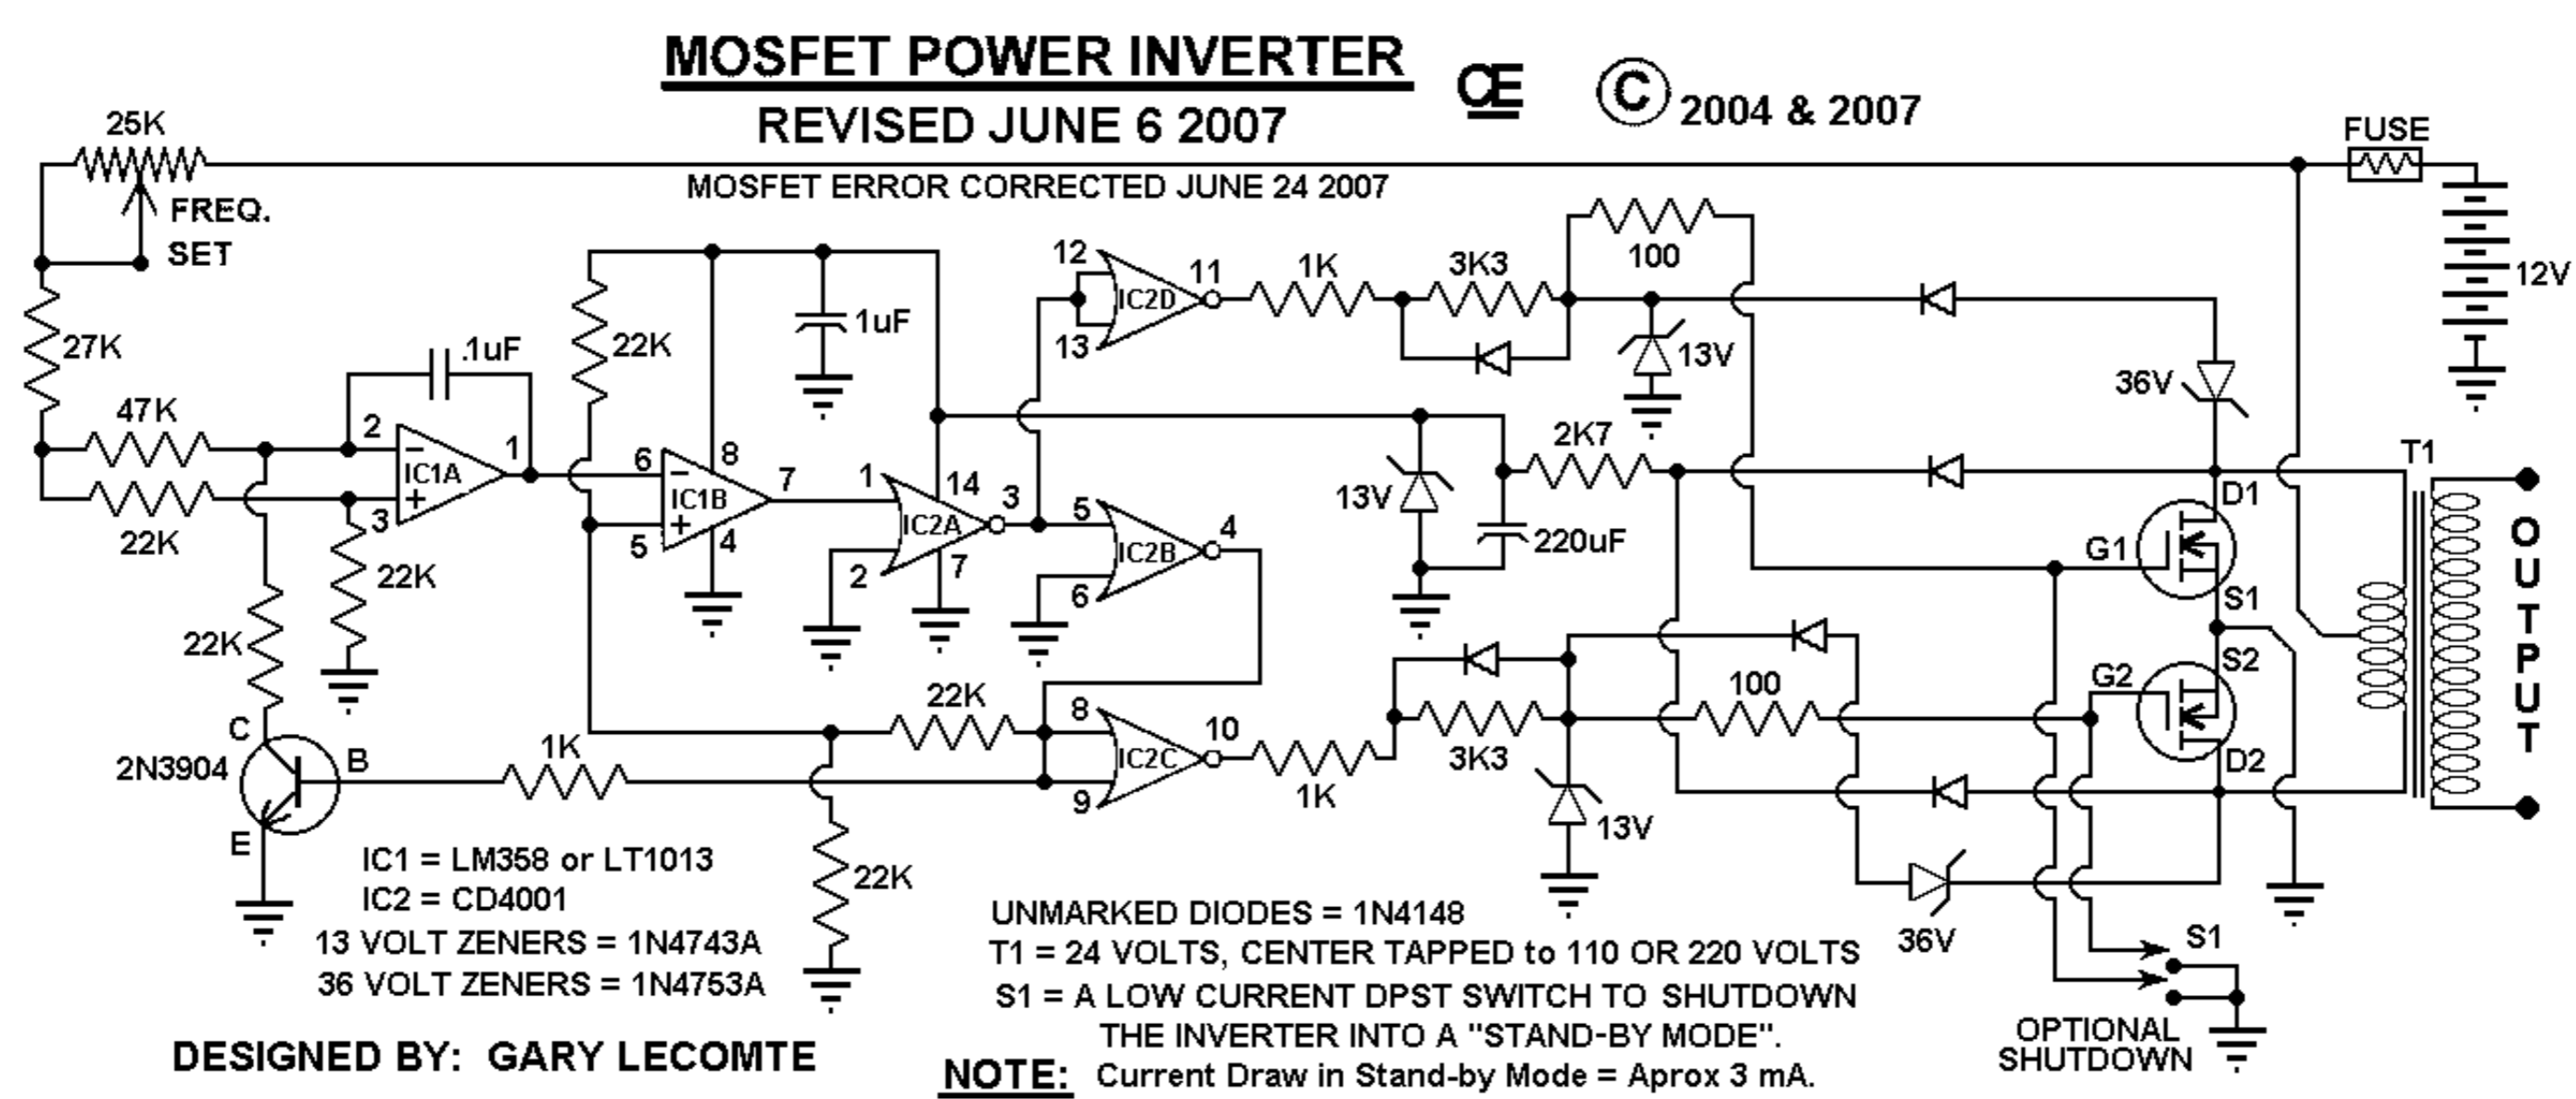 MOSFET POWER INVERTER
REVISED JUNE 6 2007
CE © 2004 & 2007
MOSFET ERROR CORRECTED JUNE 24 2007
25K
FREQ.
SET
27K
47K
22K
.1uF
2
3
1
IC1A
22K
22K
C
B
E
2N3904
1K
22K
1uF
6
5
8
4
7
IC1B
1
2
14
7
3
IC2A
12
13
11
IC2D
5
6
4
IC2B
22K
22K
8
9
10
IC2C
1K
3K3
100
13V
13V
2K7
220uF
1K
3K3
100
13V
36V
36V
FUSE
12V
T1
D1
G1
S1
S2
G2
D2
OUTPUT
S1
OPTIONAL
SHUTDOWN
IC1 = LM358 or LT1013
IC2 = CD4001
13 VOLT ZENERS = 1N4743A
36 VOLT ZENERS = 1N4753A
DESIGNED BY: GARY LECOMTE
UNMARKED DIODES = 1N4148
T1 = 24 VOLTS, CENTER TAPPED to 110 OR 220 VOLTS
S1 = A LOW CURRENT DPST SWITCH TO SHUTDOWN
THE INVERTER INTO A "STAND-BY MODE".
NOTE: Current Draw in Stand-by Mode = Aprox 3 mA.